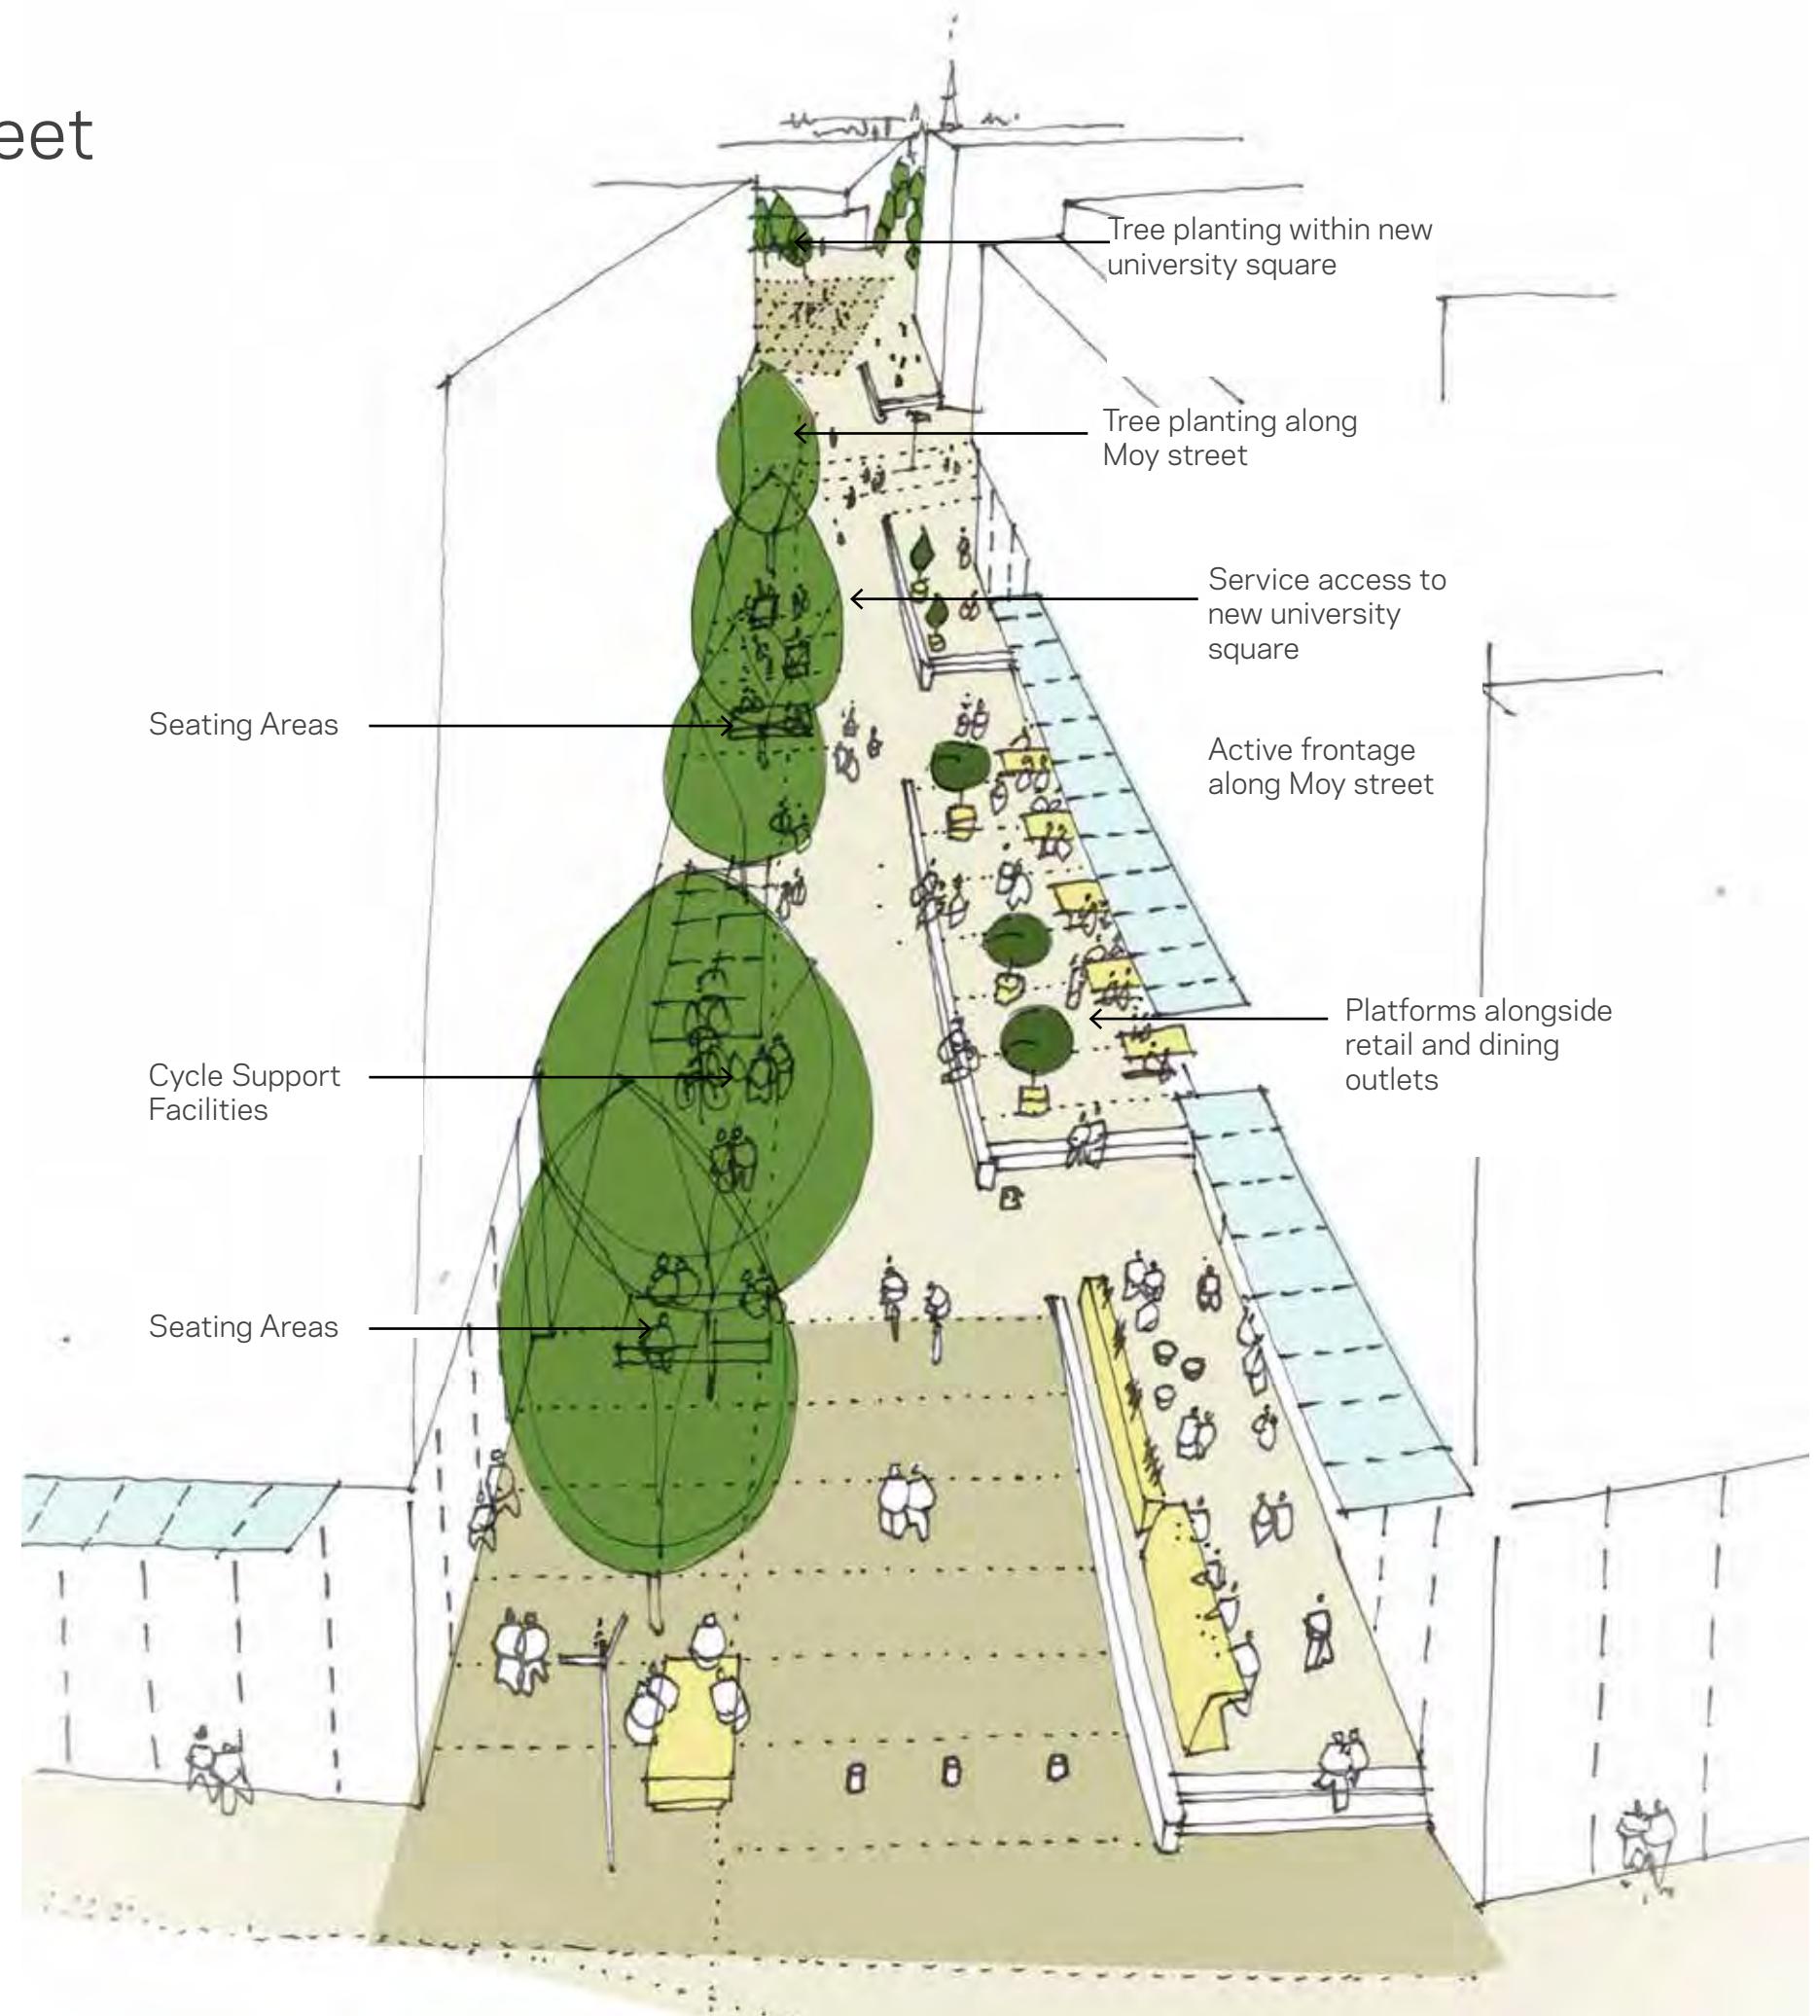 eet
Tree planting within new
university square
Tree planting along
Moy street
Service access to
new university
square
Seating Areas
Active frontage
along Moy street
Platforms alongside
retail and dining
outlets
Cycle Support
Facilities
Seating Areas